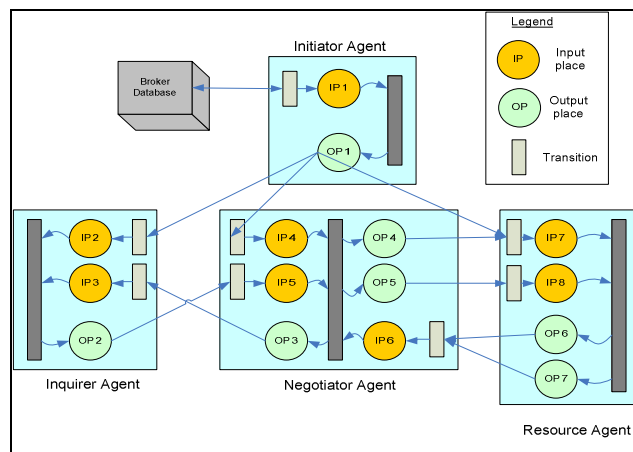 Initiator Agent
Broker
Database
IP1
OP1
Legend
IP
Input
place
OP
Output
place
Transition
IP2
IP3
OP2
Inquirer Agent
IP4
OP4
IP5
OP5
OP3
IP6
Negotiator Agent
IP7
IP8
OP6
OP7
Resource Agent